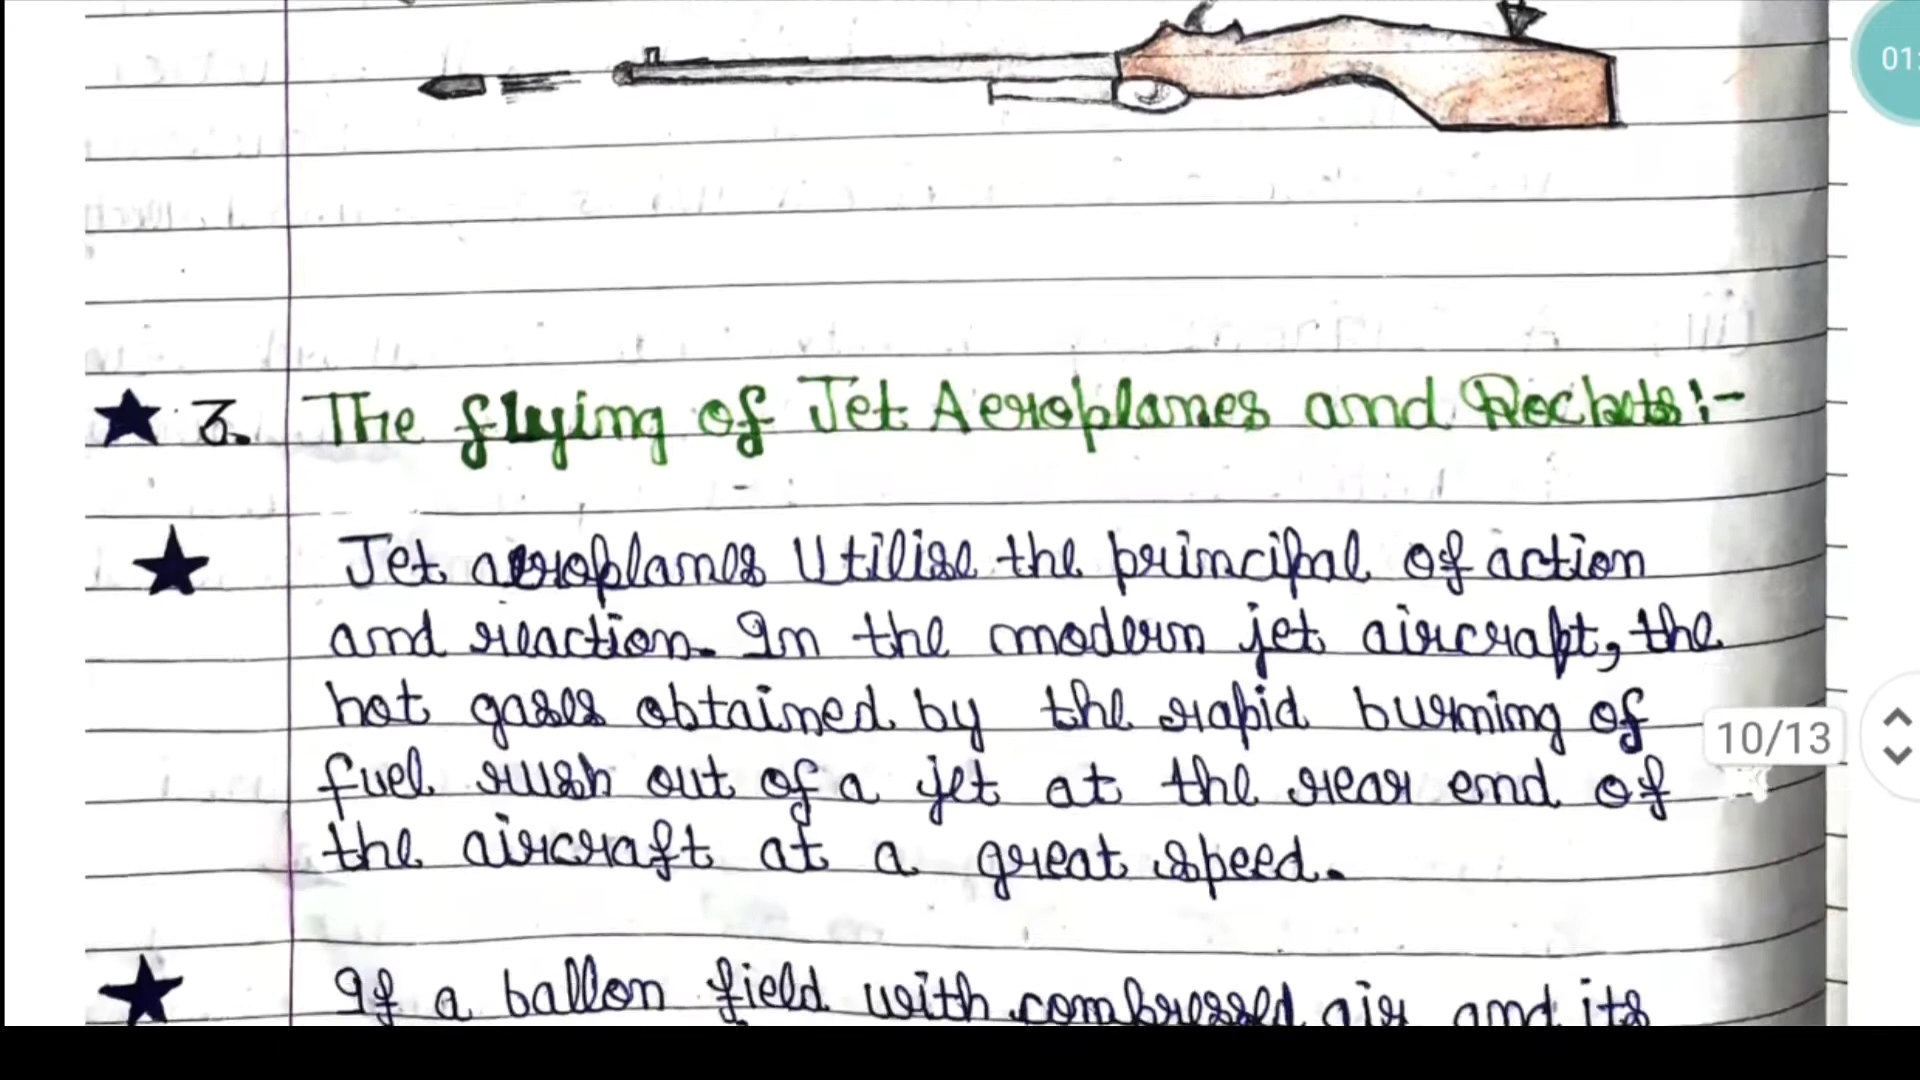 01:
★ 3. The flying of Jet Aeroplanes and Rockets:-
★ Jet aeroplanes Utilise the principal of action
and reaction. In the modern jet aircraft, the
hot gases obtained by the rapid burning of
10/13
fuel rush out of a jet at the rear end of
the aircraft at a great speed.
★ If a ballon field with compressed air and its